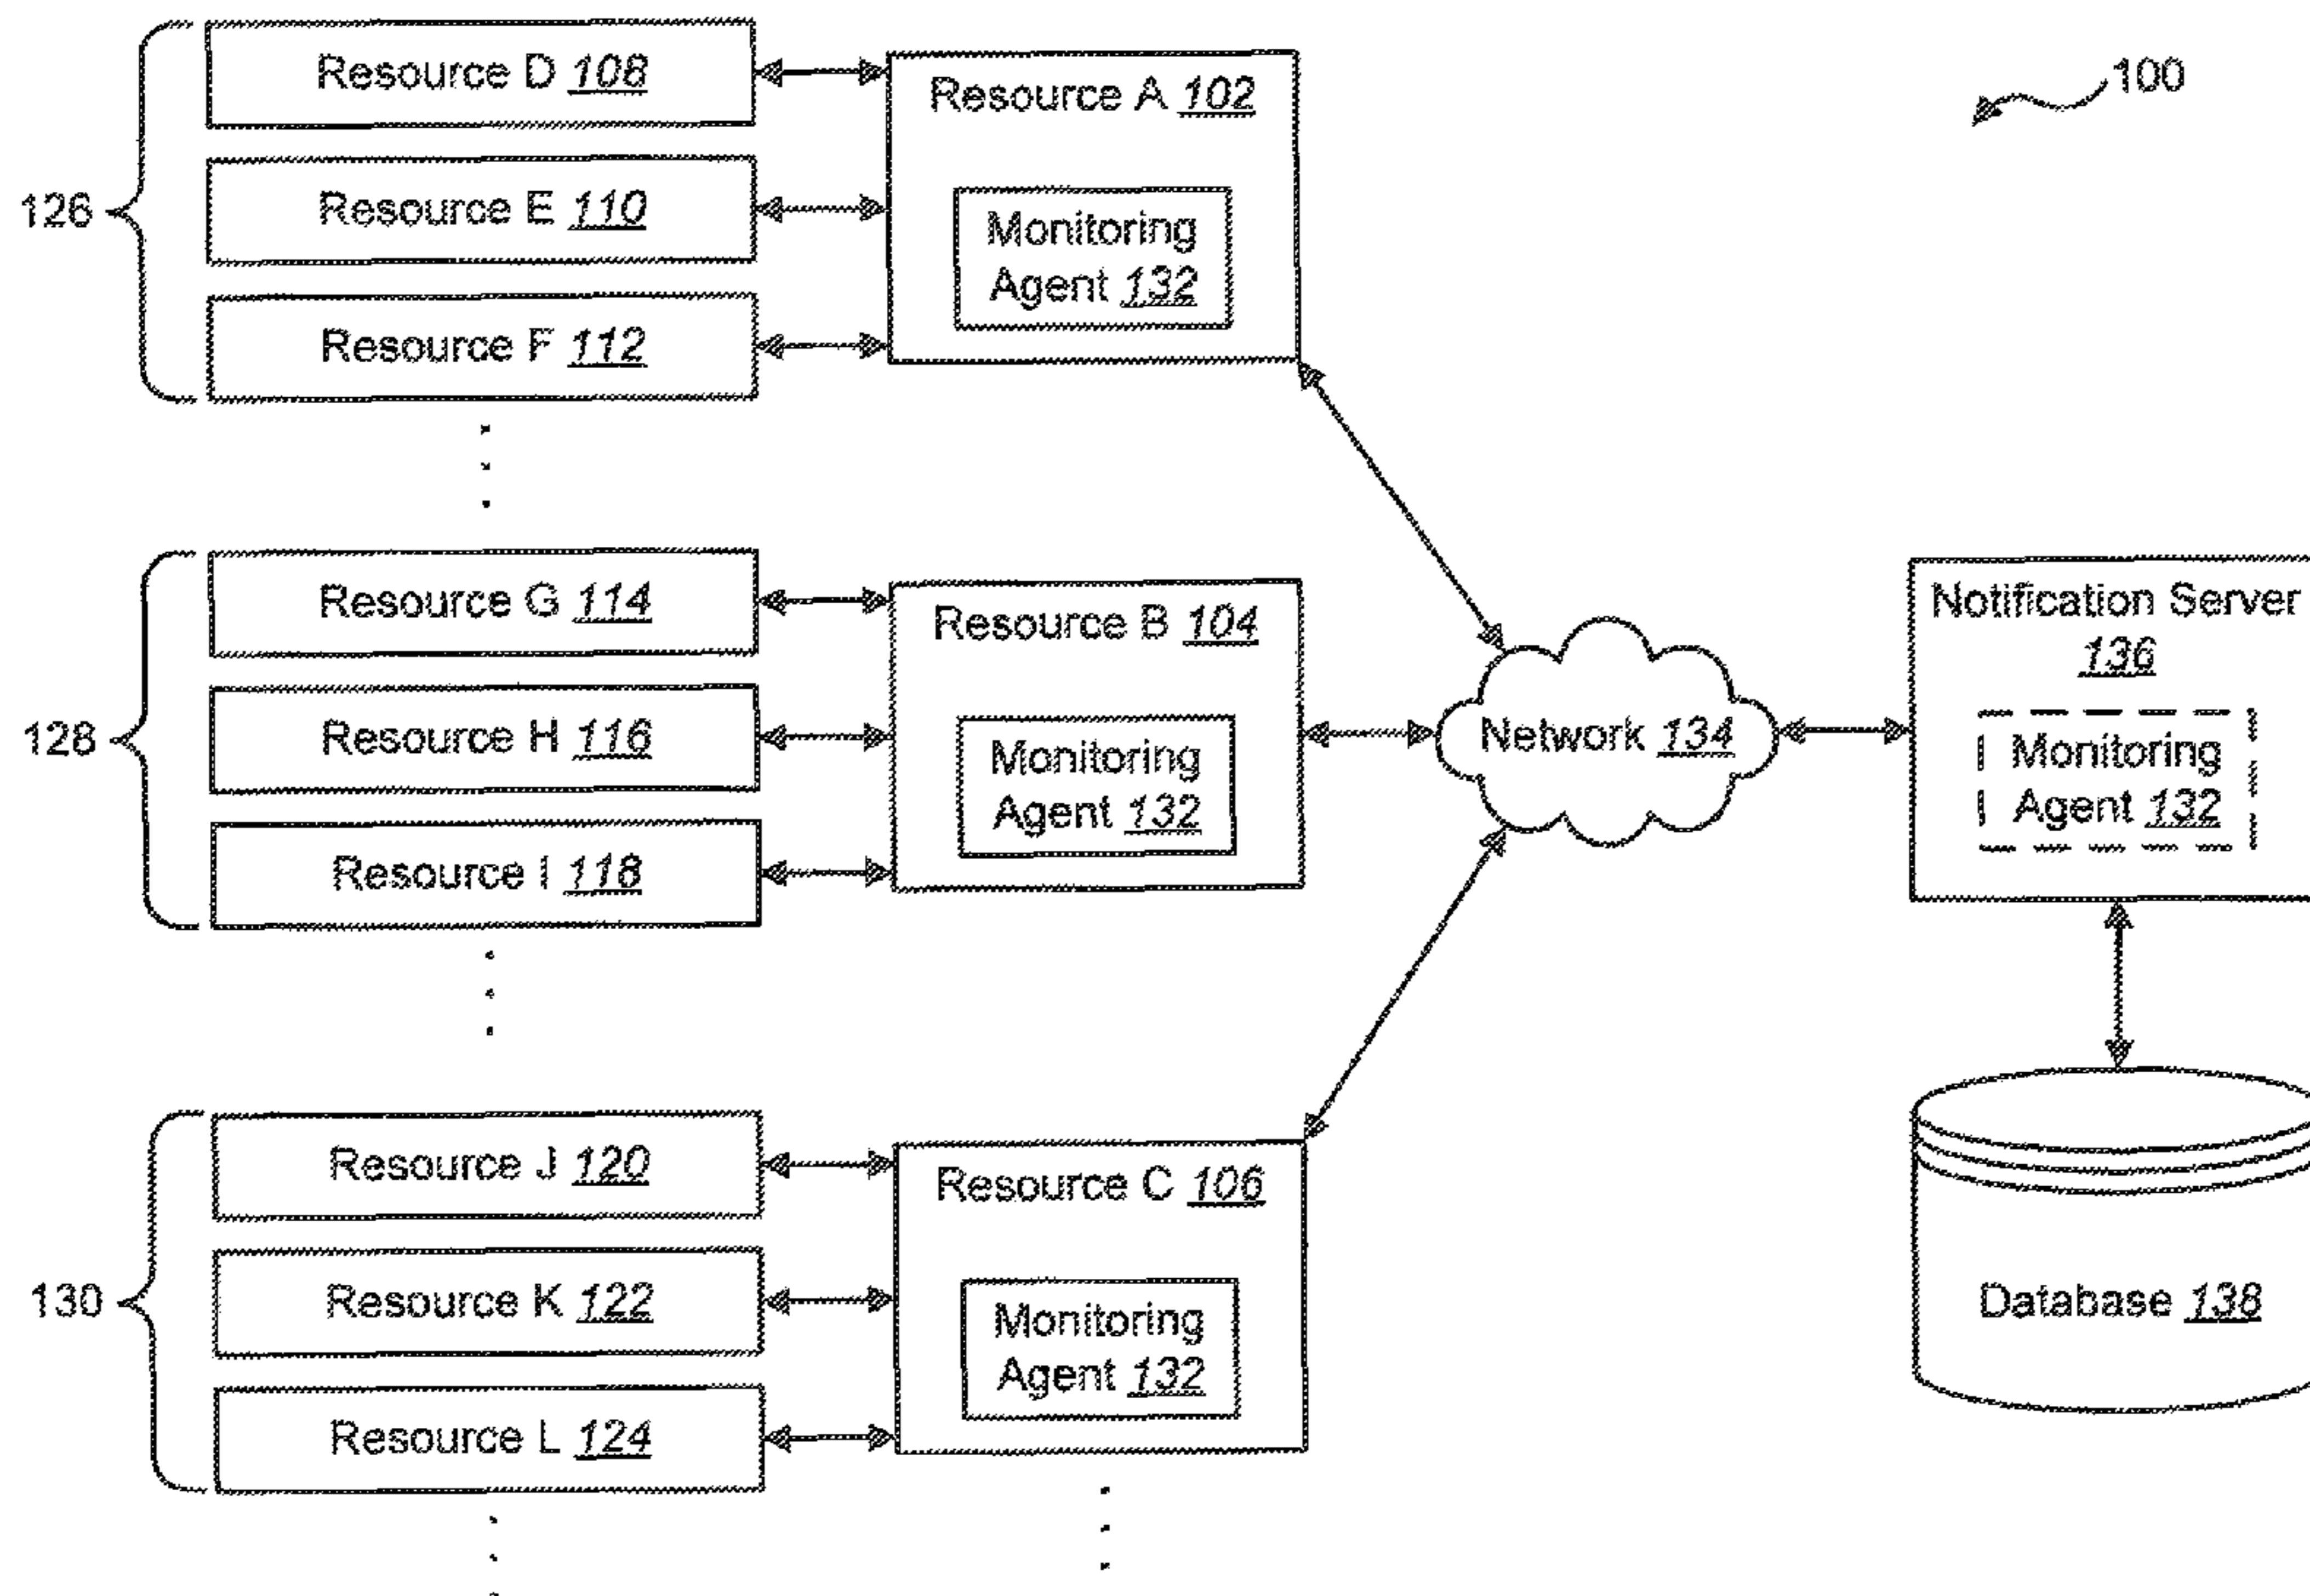 100
126
Resource D 108
Resource E 110
Resource F 112
Resource A 102
Monitoring
Agent 132
128
Resource G 114
Resource H 116
Resource I 118
Resource B 104
Monitoring
Agent 132
130
Resource J 120
Resource K 122
Resource L 124
Resource C 106
Monitoring
Agent 132
Network 134
Notification Server
136
Monitoring
Agent 132
Database 138